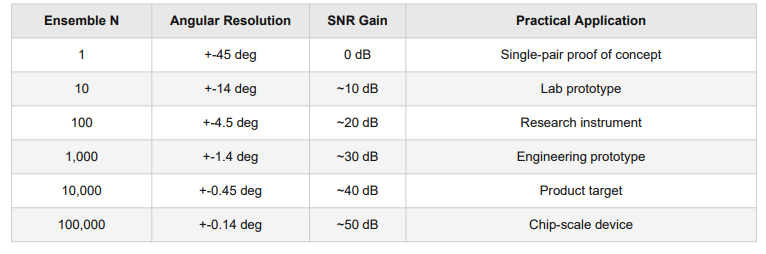 Ensemble N Angular Resolution SNR Gain Practical Application
1 +-45 deg 0 dB Single-pair proof of concept
10 +-14 deg ~10 dB Lab prototype
100 +-4.5 deg ~20 dB Research instrument
1,000 +-1.4 deg ~30 dB Engineering prototype
10,000 +-0.45 deg ~40 dB Product target
100,000 +-0.14 deg ~50 dB Chip-scale device